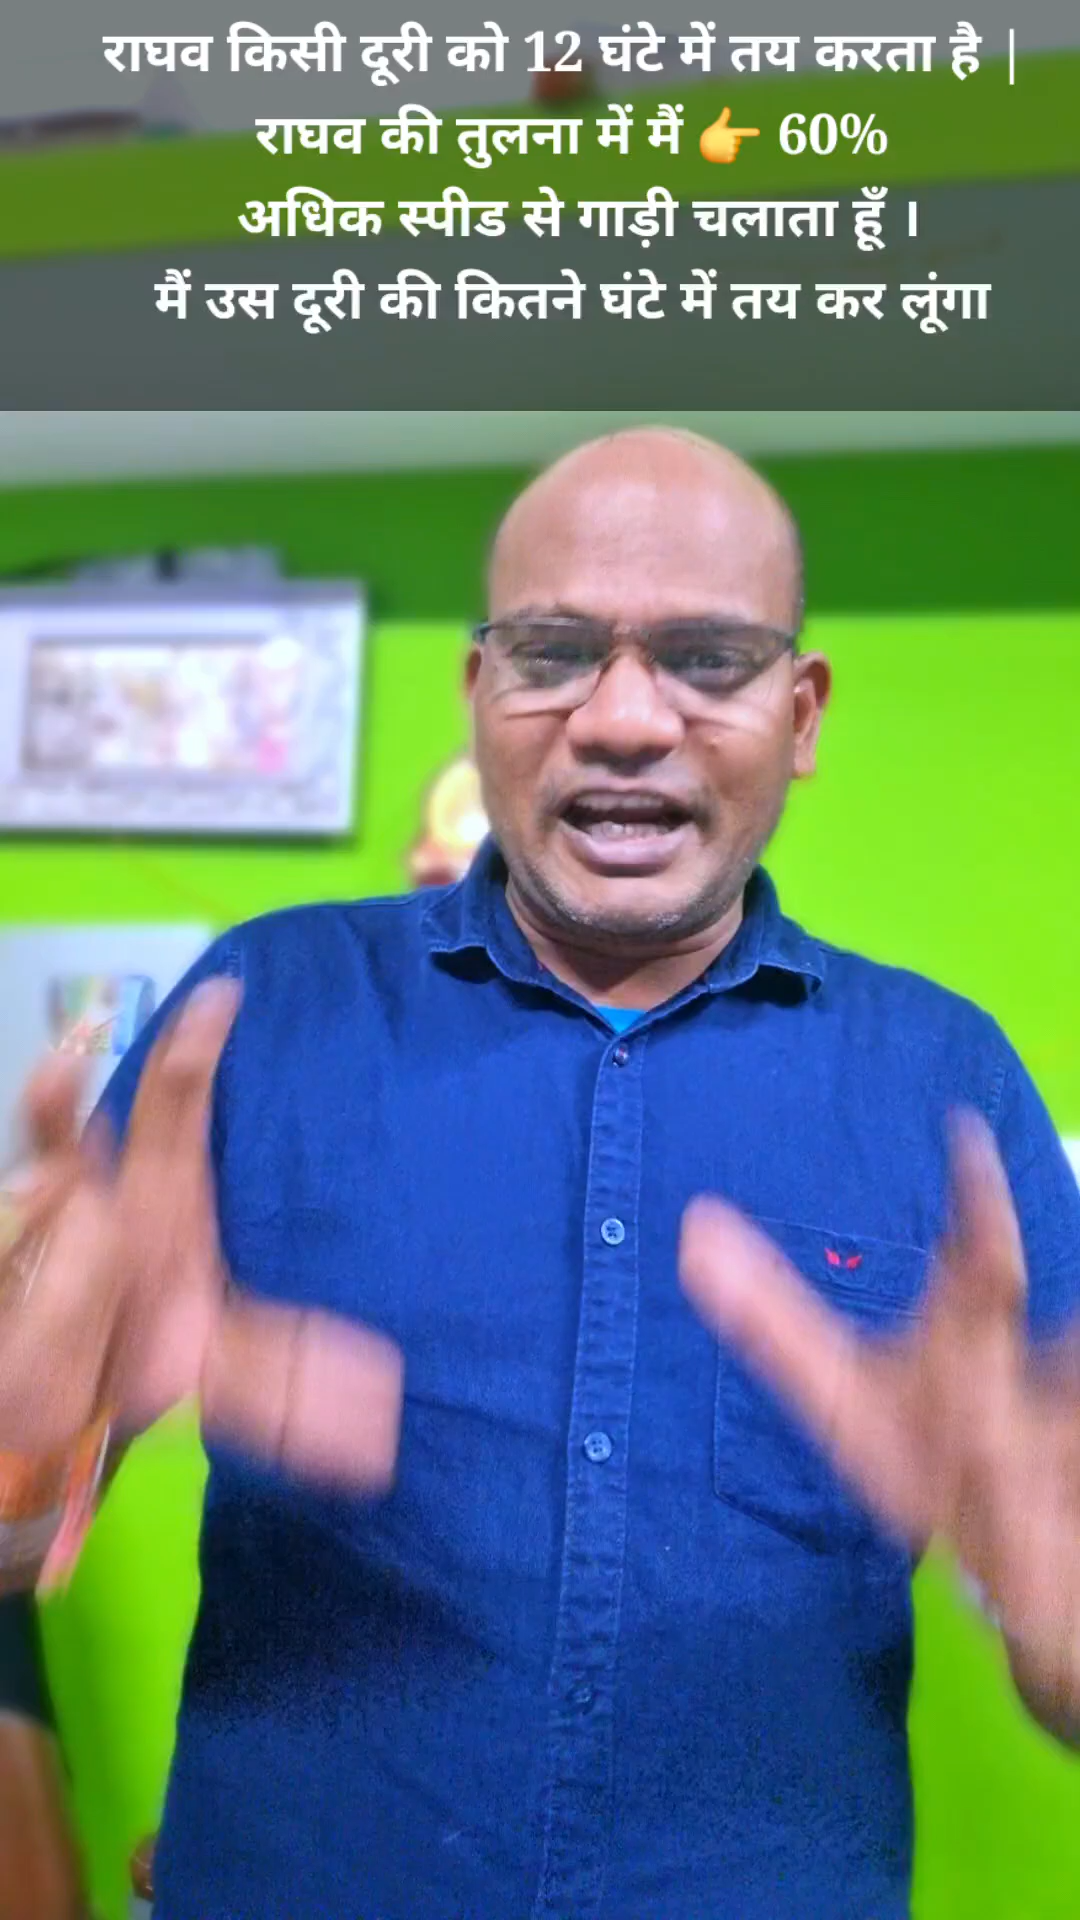 राघव किसी दूरी को 12 घंटे में तय करता है |
राघव की तुलना में मैं 👉 60%
अधिक स्पीड से गाड़ी चलाता हूँ ।
मैं उस दूरी की कितने घंटे में तय कर लूंगा